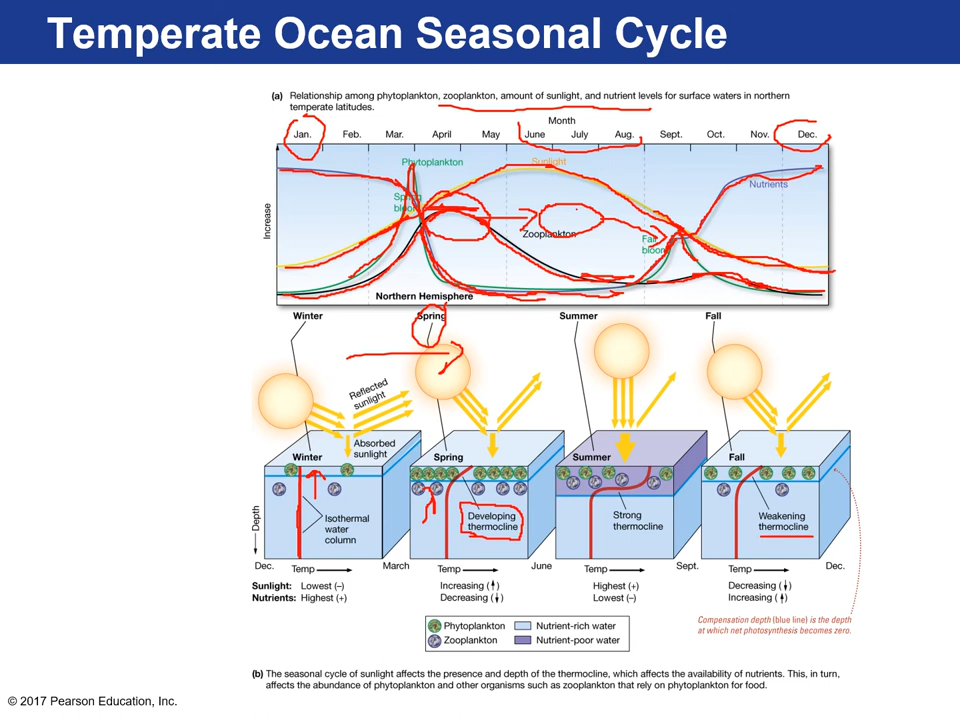 Temperate Ocean Seasonal Cycle
(a) Relationship among phytoplankton, zooplankton, amount of sunlight, and nutrient levels for surface waters in northern
temperate latitudes.
Month
Jan. Feb. Mar. April May June July Aug. Sept. Oct. Nov. Dec.
Phytoplankton
Sunlight
Nutrients
Spring
bloom
Increase
Zooplankton
Fall
bloom
Northern Hemisphere
Winter Spring Summer Fall
Reflected
sunlight
Absorbed
sunlight
Winter Spring Summer Fall
Depth
Isothermal
water
column
Developing
thermocline
Strong
thermocline
Weakening
thermocline
Dec. Temp March Temp June Temp Sept. Temp Dec.
Sunlight: Lowest (–) Increasing (↑) Highest (+) Decreasing (↓)
Nutrients: Highest (+) Decreasing (↓) Lowest (–) Increasing (↑)
Compensation depth (blue line) is the depth
at which net photosynthesis becomes zero.
Phytoplankton Nutrient-rich water
Zooplankton Nutrient-poor water
(b) The seasonal cycle of sunlight affects the presence and depth of the thermocline, which affects the availability of nutrients. This, in turn,
affects the abundance of phytoplankton and other organisms such as zooplankton that rely on phytoplankton for food.
© 2017 Pearson Education, Inc.